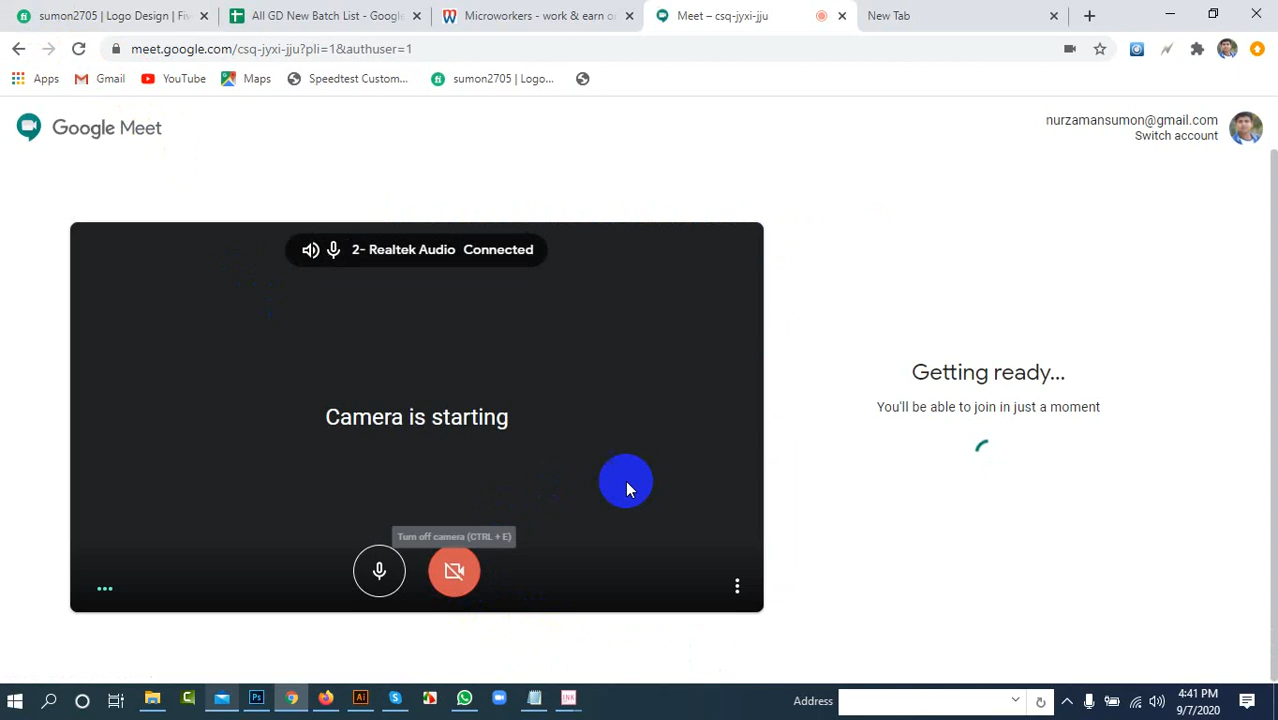 sumon2705 | Logo Design | Fiv
All GD New Batch List - Google
Microworkers - work & earn o
Meet – csq-jyxi-jju
New Tab
meet.google.com/csq-jyxi-jju?pli=1&authuser=1
Apps
Gmail
YouTube
Maps
Speedtest Custom...
fi
sumon2705 | Logo...
Google Meet
nurzamansumon@gmail.com
Switch account
2- Realtek Audio Connected
Camera is starting
Getting ready...
You'll be able to join in just a moment
Turn off camera (CTRL + E)
Address
4:41 PM
9/7/2020